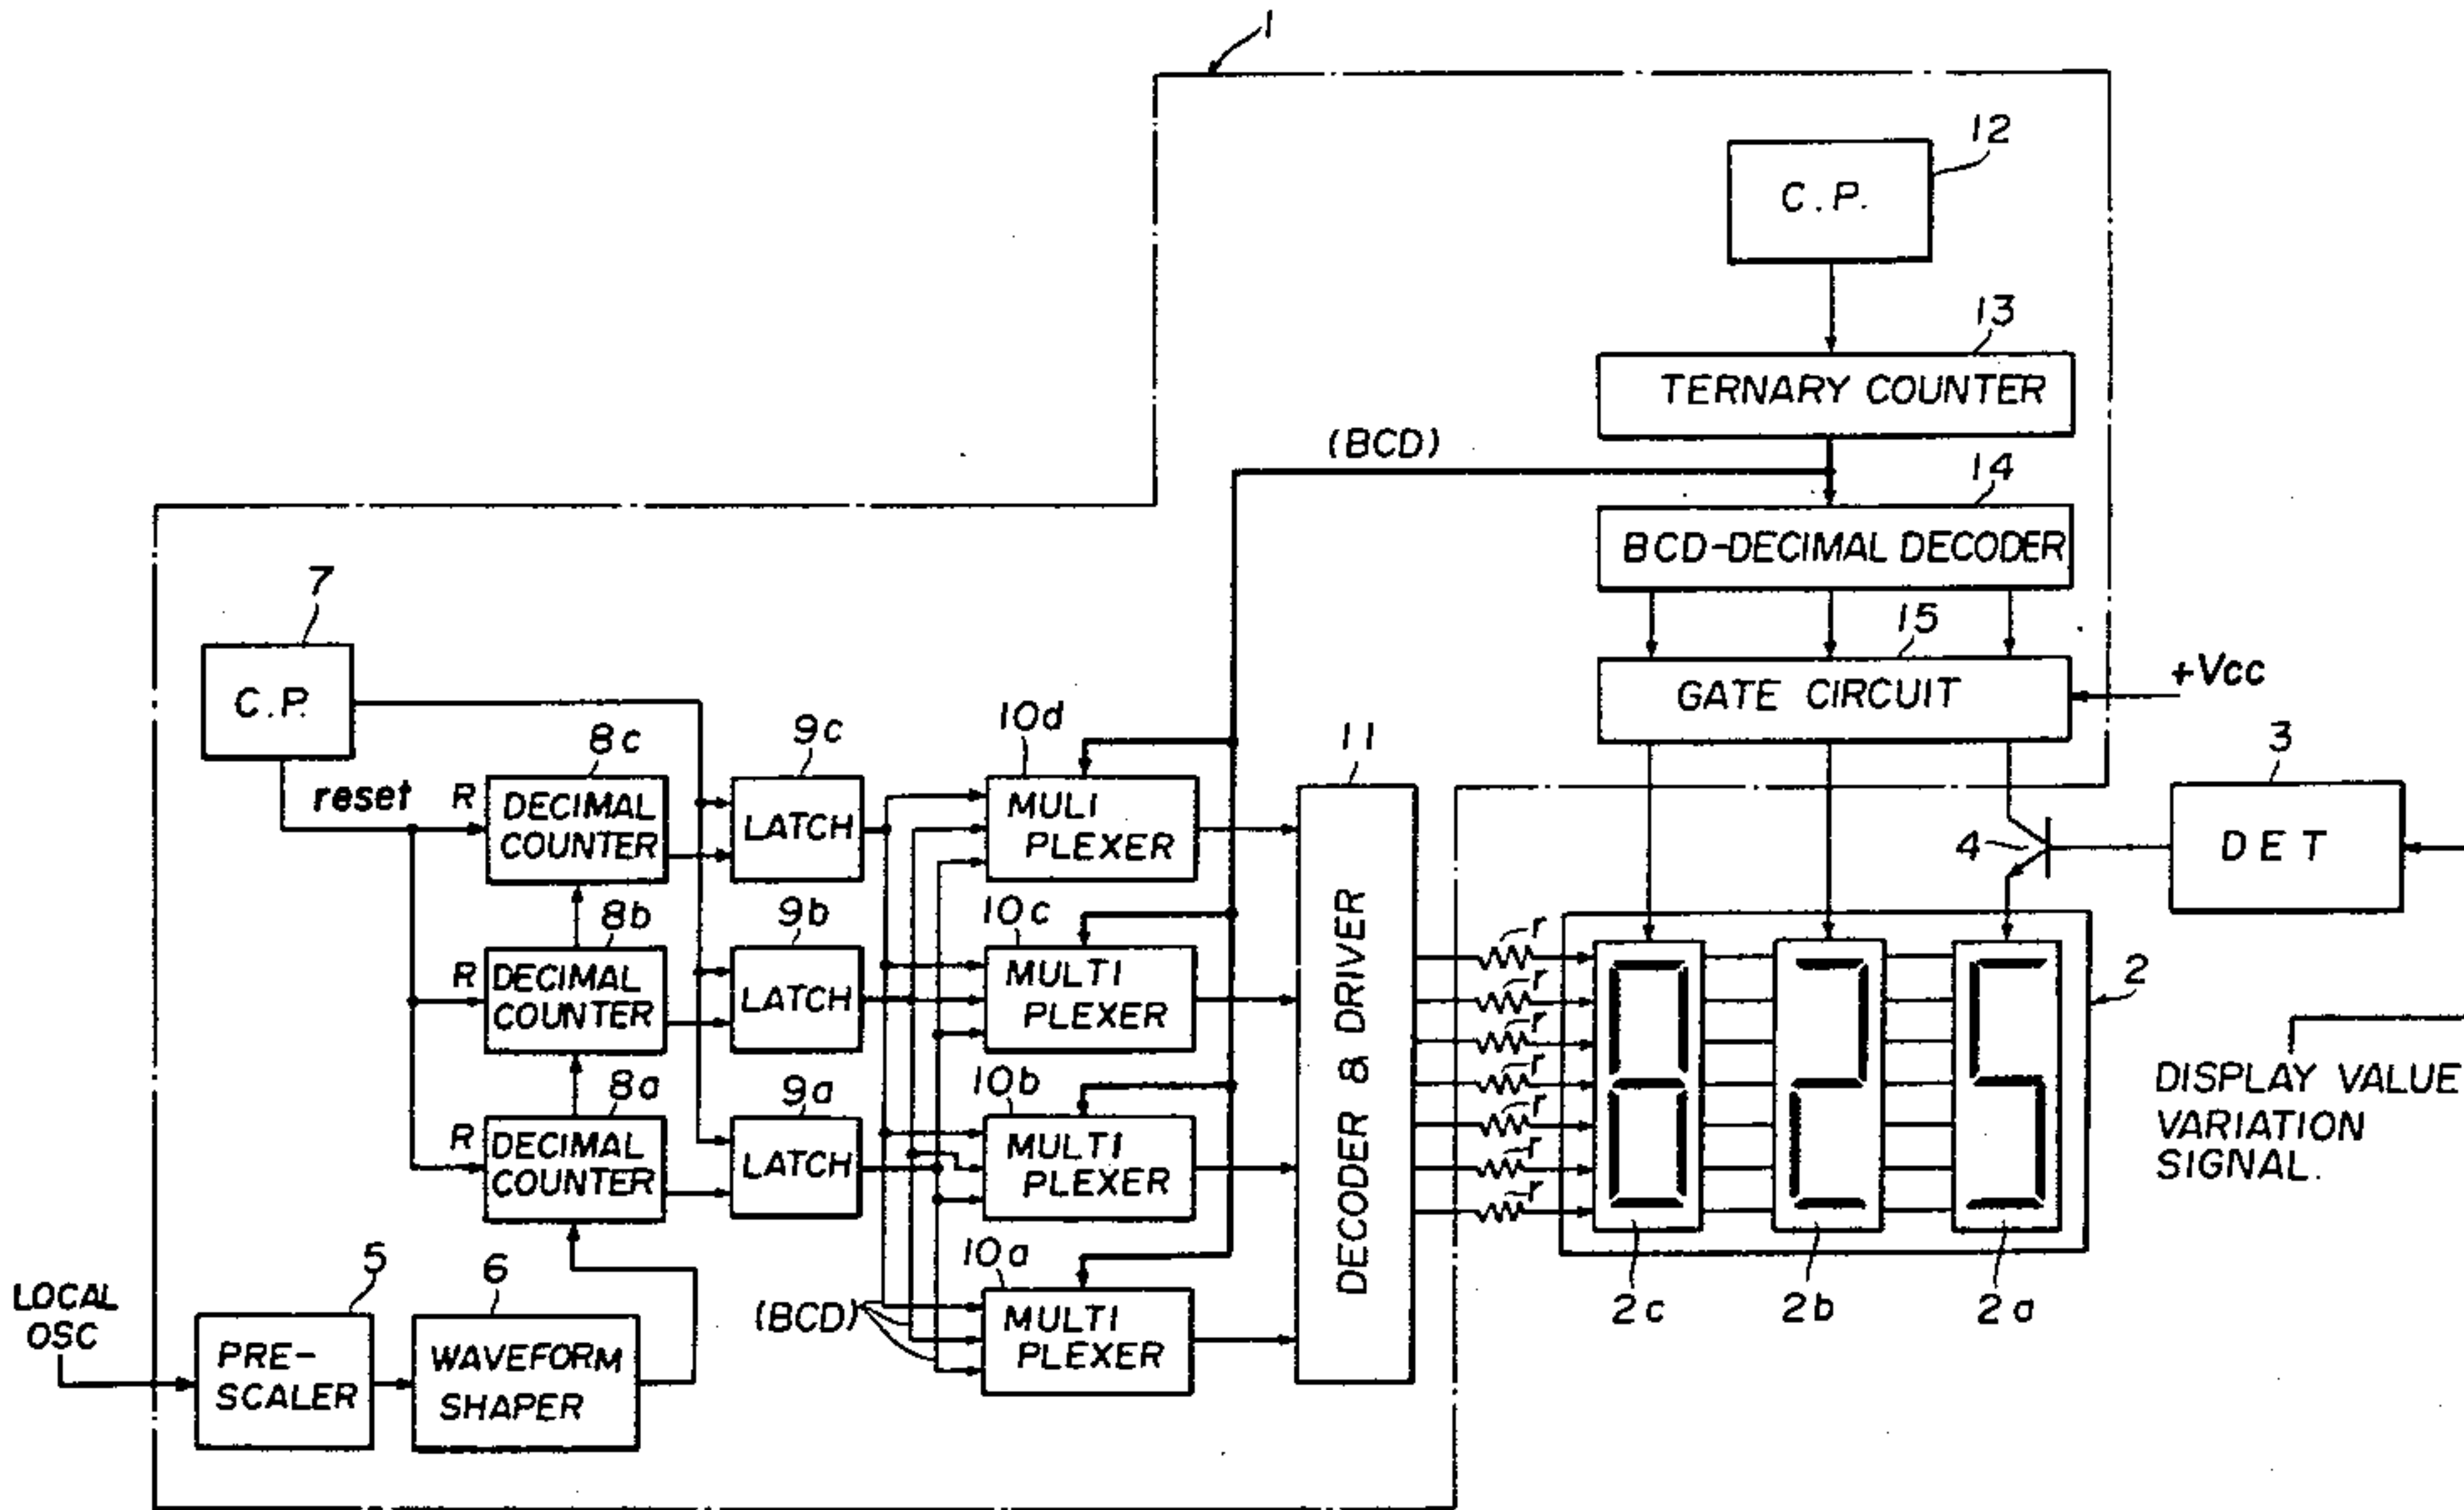 1
12
C.P.
13
TERNARY COUNTER
(BCD)
14
BCD-DECIMAL DECODER
15
GATE CIRCUIT
+Vcc
7
C.P.
reset
R
8c
DECIMAL
COUNTER
9c
LATCH
10d
MULI
PLEXER
11
DECODER & DRIVER
3
DET
4
R
8b
DECIMAL
COUNTER
9b
LATCH
10c
MULTI
PLEXER
r
r
r
r
r
r
r
2
DISPLAY VALUE
VARIATION
SIGNAL.
R
8a
DECIMAL
COUNTER
9a
LATCH
10b
MULTI
PLEXER
2c
2b
2a
LOCAL
OSC
5
PRE-
SCALER
6
WAVEFORM
SHAPER
(BCD)
10a
MULTI
PLEXER